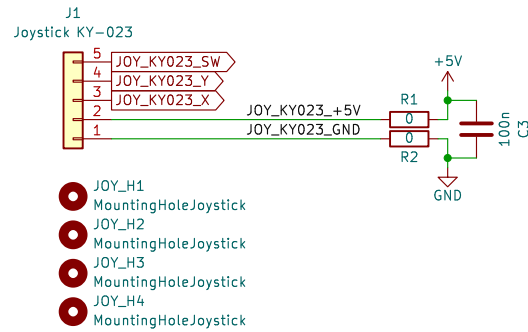 J1
Joystick KY-023
5
JOY_KY023_SW
4
JOY_KY023_Y
3
JOY_KY023_X
2
JOY_KY023_+5V
1
JOY_KY023_GND
R1
0
0
R2
+5V
100n
C3
GND
JOY_H1
MountingHoleJoystick
JOY_H2
MountingHoleJoystick
JOY_H3
MountingHoleJoystick
JOY_H4
MountingHoleJoystick